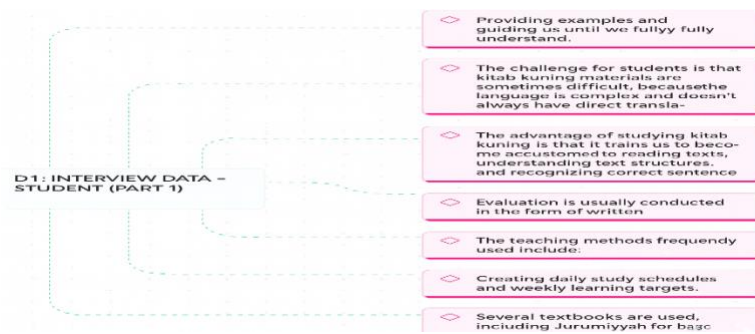 Providing examples and
guiding us until we fullyy fully
understand.
The challenge for students is that
kitab kuning materials are
sometimes difficult, becausethe
language is complex and doesn't
always have direct transla-
The advantage of studying kitab
kuning is that it trains us to beco-
me accustomed to reading texts,
understanding text structures.
and recognizing correct sentence
D1: INTERVIEW DATA –
STUDENT (PART 1)
Evaluation is usually conducted
in the form of written
The teaching methods frequendy
used include:
Creating daily study schedules
and weekly learning targets.
Several textbooks are used,
including Jurumiyyah for